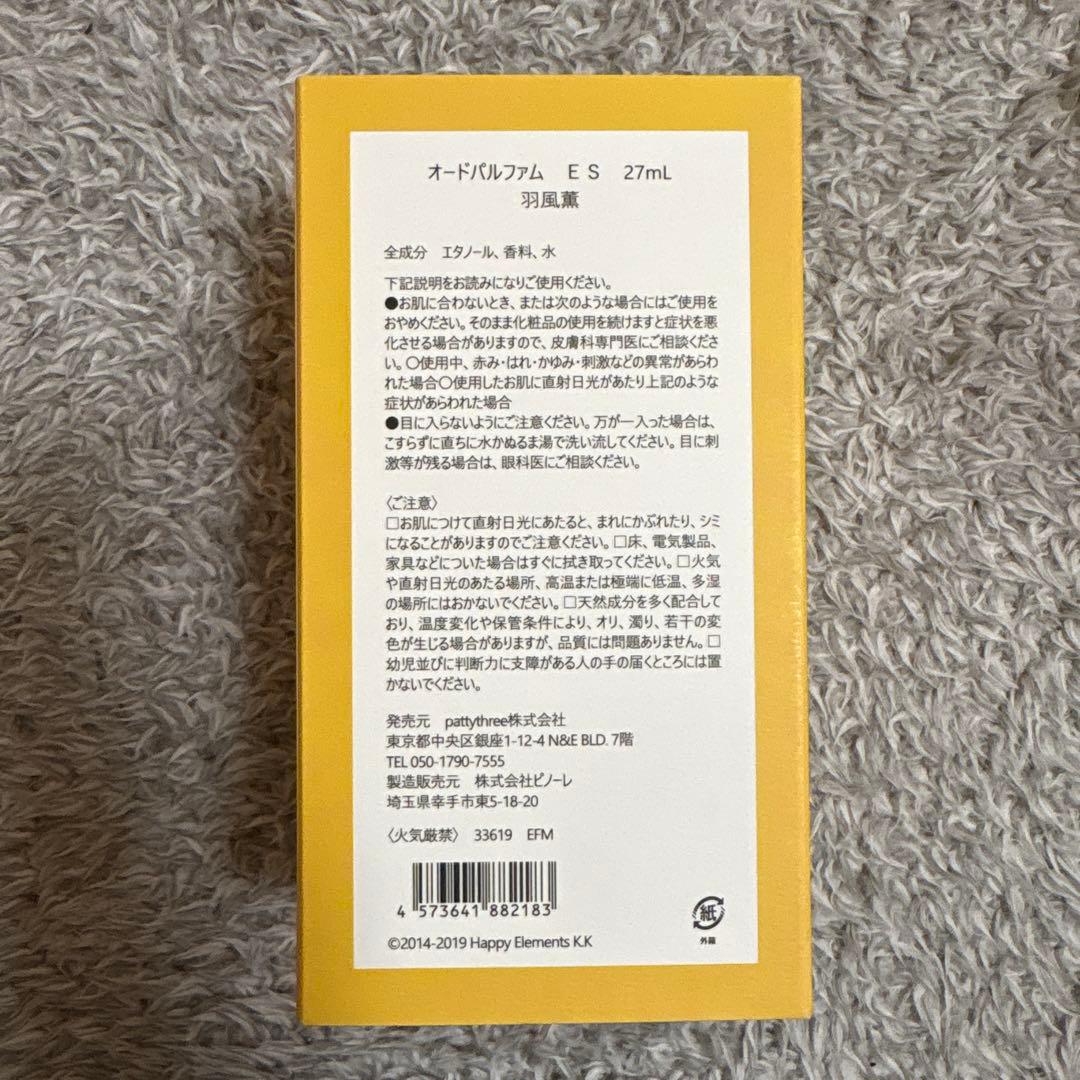 オードパルファム　ＥＳ　27mL
羽風薫
全成分　エタノール、香料、水
下記説明をお読みになりご使用ください。
●お肌に合わないとき、または次のような場合にはご使用を
おやめください。そのまま化粧品の使用を続けますと症状を悪
化させる場合がありますので、皮膚科専門医にご相談くださ
い。○使用中、赤み・はれ・かゆみ・刺激などの異常があらわ
れた場合○使用したお肌に直射日光があたり上記のような
症状があらわれた場合
●目に入らないようにご注意ください。万が一入った場合は、
こすらずに直ちに水かぬるま湯で洗い流してください。目に刺
激等が残る場合は、眼科医にご相談ください。
〈ご注意〉
□お肌につけて直射日光にあたると、まれにかぶれたり、シミ
になることがありますのでご注意ください。□床、電気製品、
家具などについた場合はすぐに拭き取ってください。□火気
や直射日光のあたる場所、高温または極端に低温、多湿
の場所にはおかないでください。□天然成分を多く配合して
おり、温度変化や保管条件により、オリ、濁り、若干の変
色が生じる場合がありますが、品質には問題ありません。□
幼児並びに判断力に支障がある人の手の届くところには置
かないでください。
発売元　pattythree株式会社
東京都中央区銀座1-12-4 N&E BLD. 7階
TEL 050-1790-7555
製造販売元　株式会社ピノーレ
埼玉県幸手市東5-18-20
〈火気厳禁〉 33619 EFM
4 573641 882183
紙
外箱
©2014-2019 Happy Elements K.K